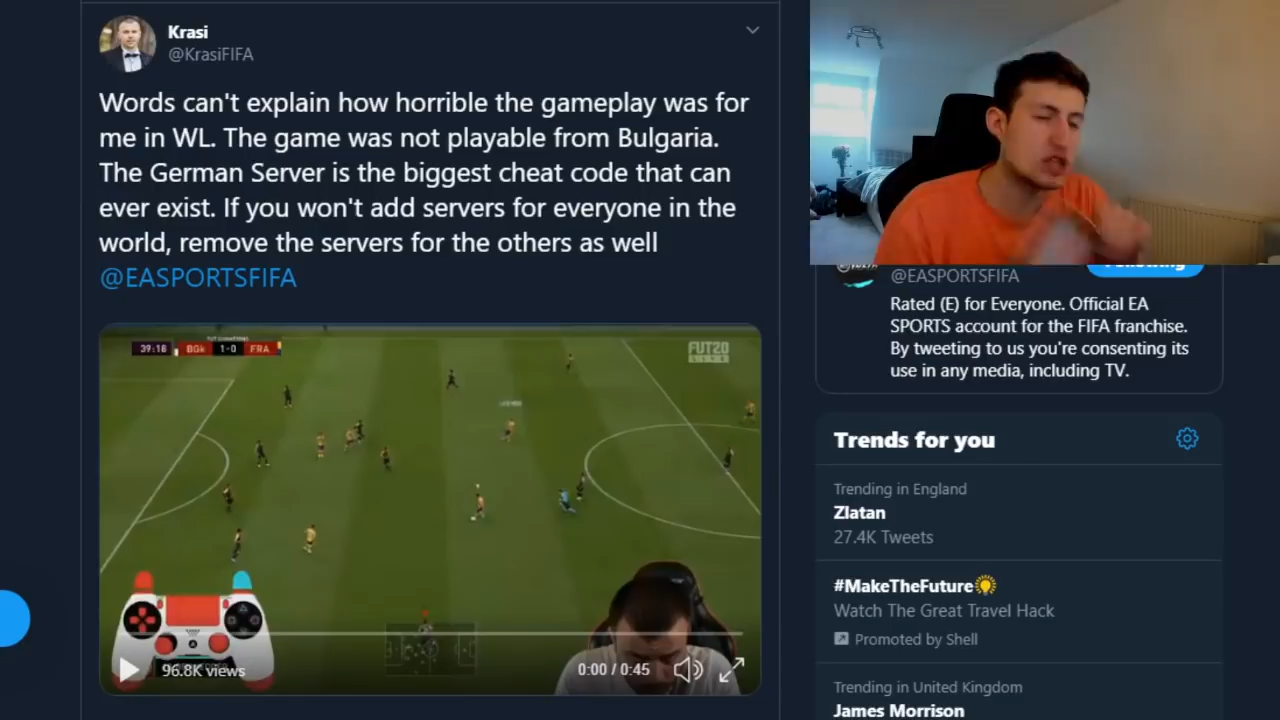 Krasi
@KrasiFIFA
Words can't explain how horrible the gameplay was for
me in WL. The game was not playable from Bulgaria.
The German Server is the biggest cheat code that can
ever exist. If you won't add servers for everyone in the
world, remove the servers for the others as well
@EASPORTSFIFA
39:18 BGk 1-0 FRA
FUT20
96.8K views
0:00 / 0:45
@EASPORTSFIFA
Following
Rated (E) for Everyone. Official EA
SPORTS account for the FIFA franchise.
By tweeting to us you're consenting its
use in any media, including TV.
Trends for you
Trending in England
Zlatan
27.4K Tweets
#MakeTheFuture
Watch The Great Travel Hack
Promoted by Shell
Trending in United Kingdom
James Morrison